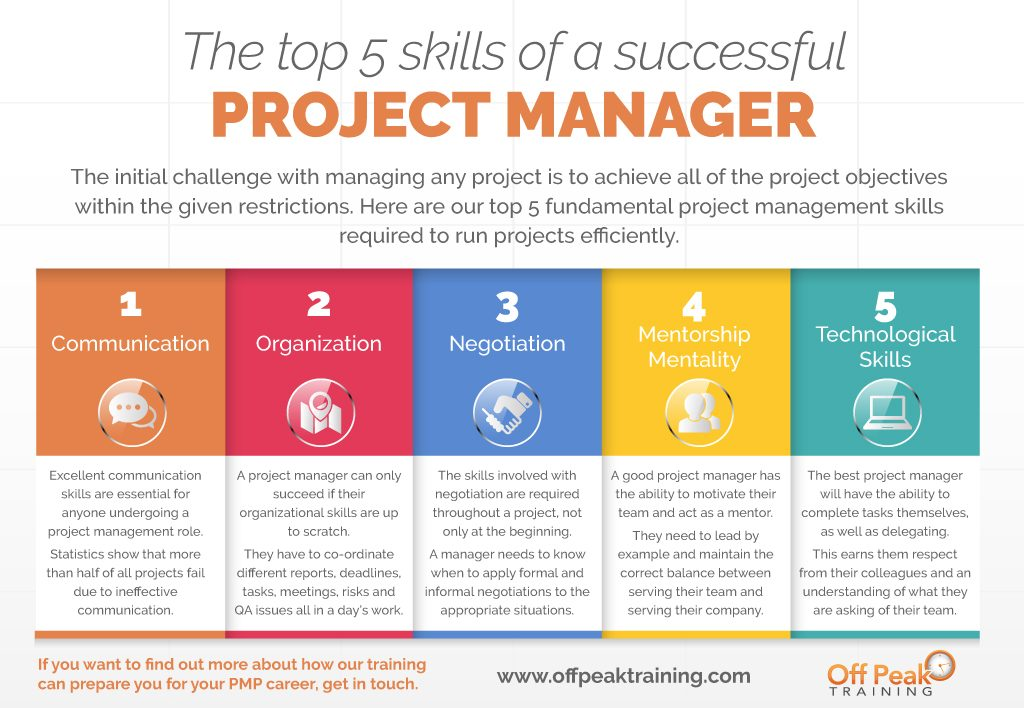 The top 5 skills of a successful
PROJECT MANAGER
The initial challenge with managing any project is to achieve all of the project objectives
within the given restrictions. Here are our top 5 fundamental project management skills
required to run projects efficiently.
1
Communication
Excellent communication
skills are essential for
anyone undergoing a
project management role.
Statistics show that more
than half of all projects fail
due to ineffective
communication.
2
Organization
A project manager can only
succeed if their
organizational skills are up
to scratch.
They have to co-ordinate
different reports, deadlines,
tasks, meetings, risks and
QA issues all in a day's work.
3
Negotiation
The skills involved with
negotiation are required
throughout a project, not
only at the beginning.
A manager needs to know
when to apply formal and
informal negotiations to the
appropriate situations.
4
Mentorship
Mentality
A good project manager has
the ability to motivate their
team and act as a mentor.
They need to lead by
example and maintain the
correct balance between
serving their team and
serving their company.
5
Technological
Skills
The best project manager
will have the ability to
complete tasks themselves,
as well as delegating.
This earns them respect
from their colleagues and an
understanding of what they
are asking of their team.
If you want to find out more about how our training
can prepare you for your PMP career, get in touch.
www.offpeaktraining.com
Off Peak
TRAINING